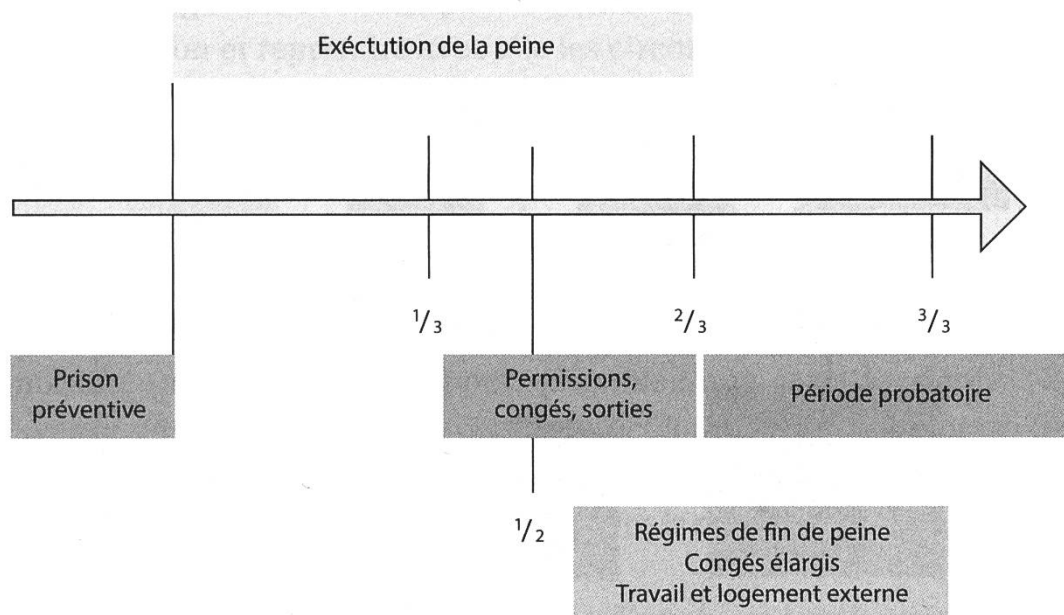 Exéctution de la peine
1/3
2/3
3/3
Prison
préventive
Permissions,
congés, sorties
Période probatoire
1/2
Régimes de fin de peine
Congés élargis
Travail et logement externe